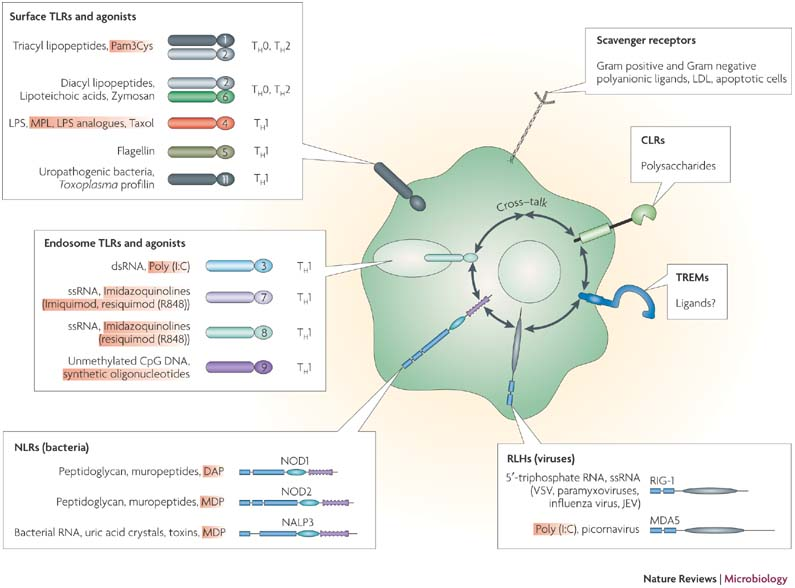 Surface TLRs and agonists
Triacyl lipopeptides, Pam3Cys
1
2
TH0, TH2
Diacyl lipopeptides,
Lipoteichoic acids, Zymosan
2
6
TH0, TH2
LPS, MPL, LPS analogues, Taxol
4
TH1
Flagellin
5
TH1
Uropathogenic bacteria,
Toxoplasma profilin
11
TH1
Scavenger receptors
Gram positive and Gram negative
polyanionic ligands, LDL, apoptotic cells
CLRs
Polysaccharides
Cross–talk
TREMs
Ligands?
Endosome TLRs and agonists
dsRNA, Poly (I:C)
3
TH1
ssRNA, Imidazoquinolines
(Imiquimod, resiquimod (R848))
7
TH1
ssRNA, Imidazoquinolines
(resiquimod (R848))
8
TH1
Unmethylated CpG DNA,
synthetic oligonucleotides
9
TH1
NLRs (bacteria)
NOD1
Peptidoglycan, muropeptides, DAP
NOD2
Peptidoglycan, muropeptides, MDP
NALP3
Bacterial RNA, uric acid crystals, toxins, MDP
RLHs (viruses)
5′-triphosphate RNA, ssRNA
(VSV, paramyxoviruses,
influenza virus, JEV)
RIG-1
Poly (I:C), picornavirus
MDA5
Nature Reviews | Microbiology